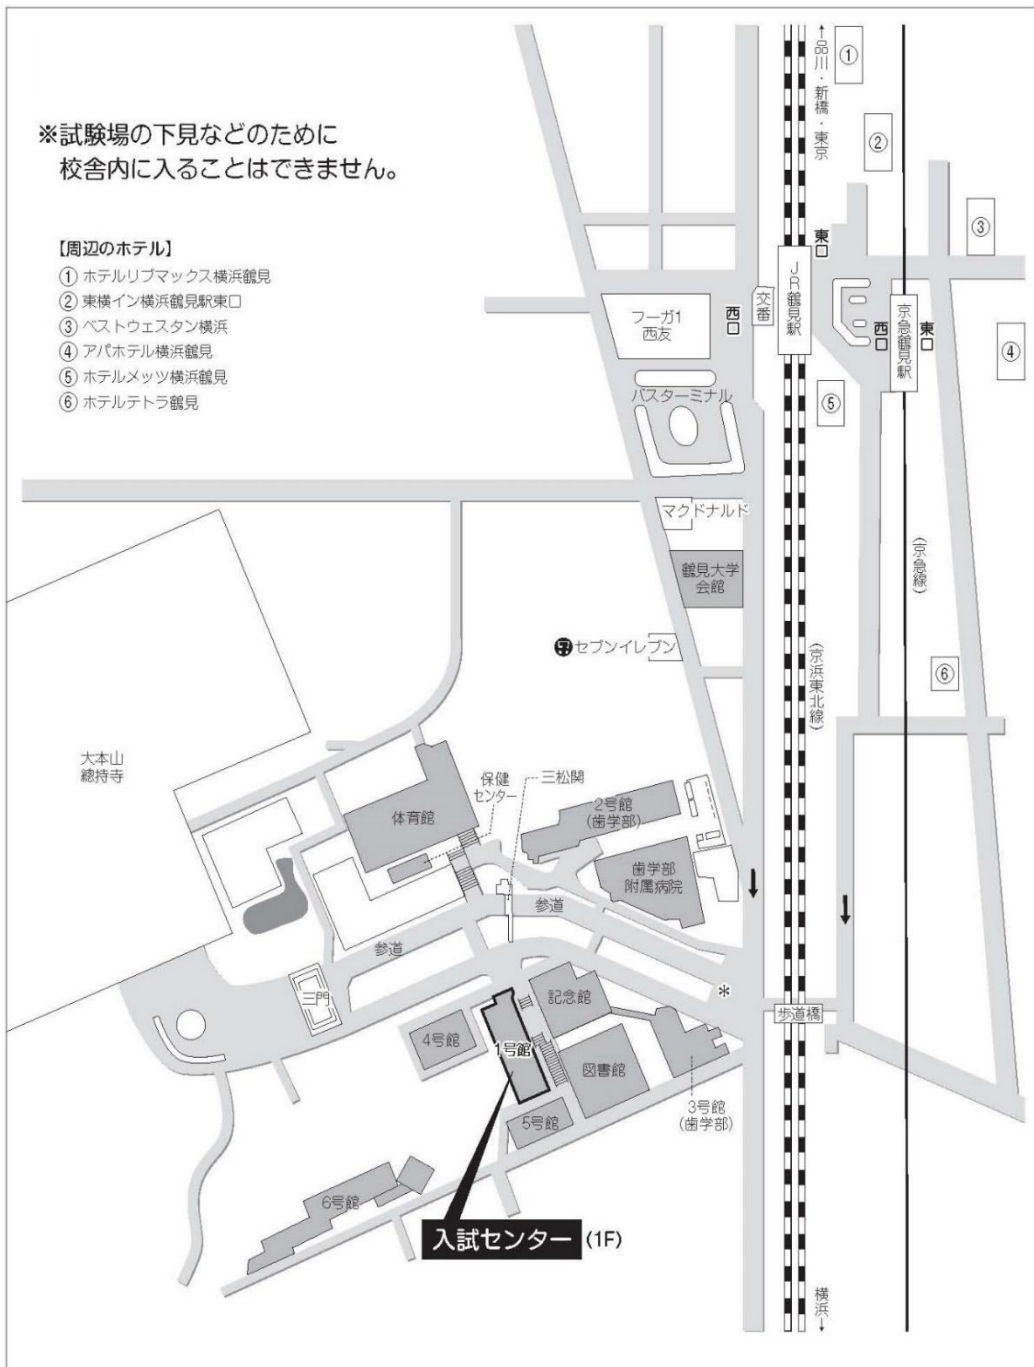 ※試験場の下見などのために
校舎内に入ることはできません。
【周辺のホテル】
① ホテルリブマックス横浜鶴見
② 東横イン横浜鶴見駅東口
③ ベストウェスタン横浜
④ アパホテル横浜鶴見
⑤ ホテルメッツ横浜鶴見
⑥ ホテルテトラ鶴見
←品川・新橋・東京
①
②
③
東口
JR鶴見駅
交番
西口
フーガ1
西友
京急鶴見駅
西口
東口
④
⑤
バスターミナル
マクドナルド
鶴見大学
会館
(京急線)
セブンイレブン
(京浜東北線)
⑥
大本山
總持寺
体育館
保健
センター
三松関
2号館
(歯学部)
歯学部
附属病院
参道
参道
三門
*
歩道橋
記念館
4号館
1号館
図書館
3号館
(歯学部)
5号館
6号館
入試センター (1F)
横浜→